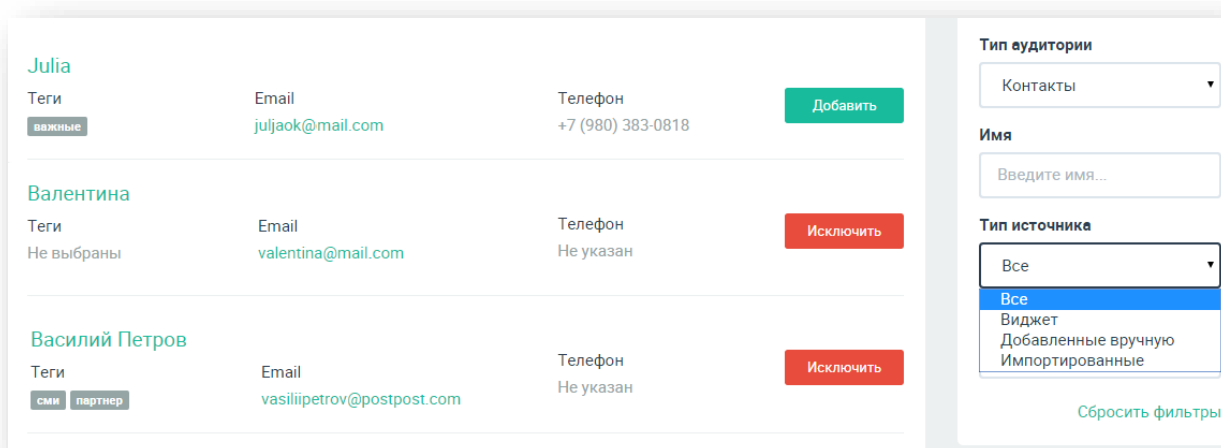 Julia
Теги Email Телефон
важные juljaok@mail.com +7 (980) 383-0818
Добавить
Валентина
Теги Email Телефон
Не выбраны valentina@mail.com Не указан
Исключить
Василий Петров
Теги Email Телефон
сми партнер vasiliipetrov@postpost.com Не указан
Исключить
Тип аудитории
Контакты
Имя
Введите имя...
Тип источника
Все
Все
Виджет
Добавленные вручную
Импортированные
Сбросить фильтры